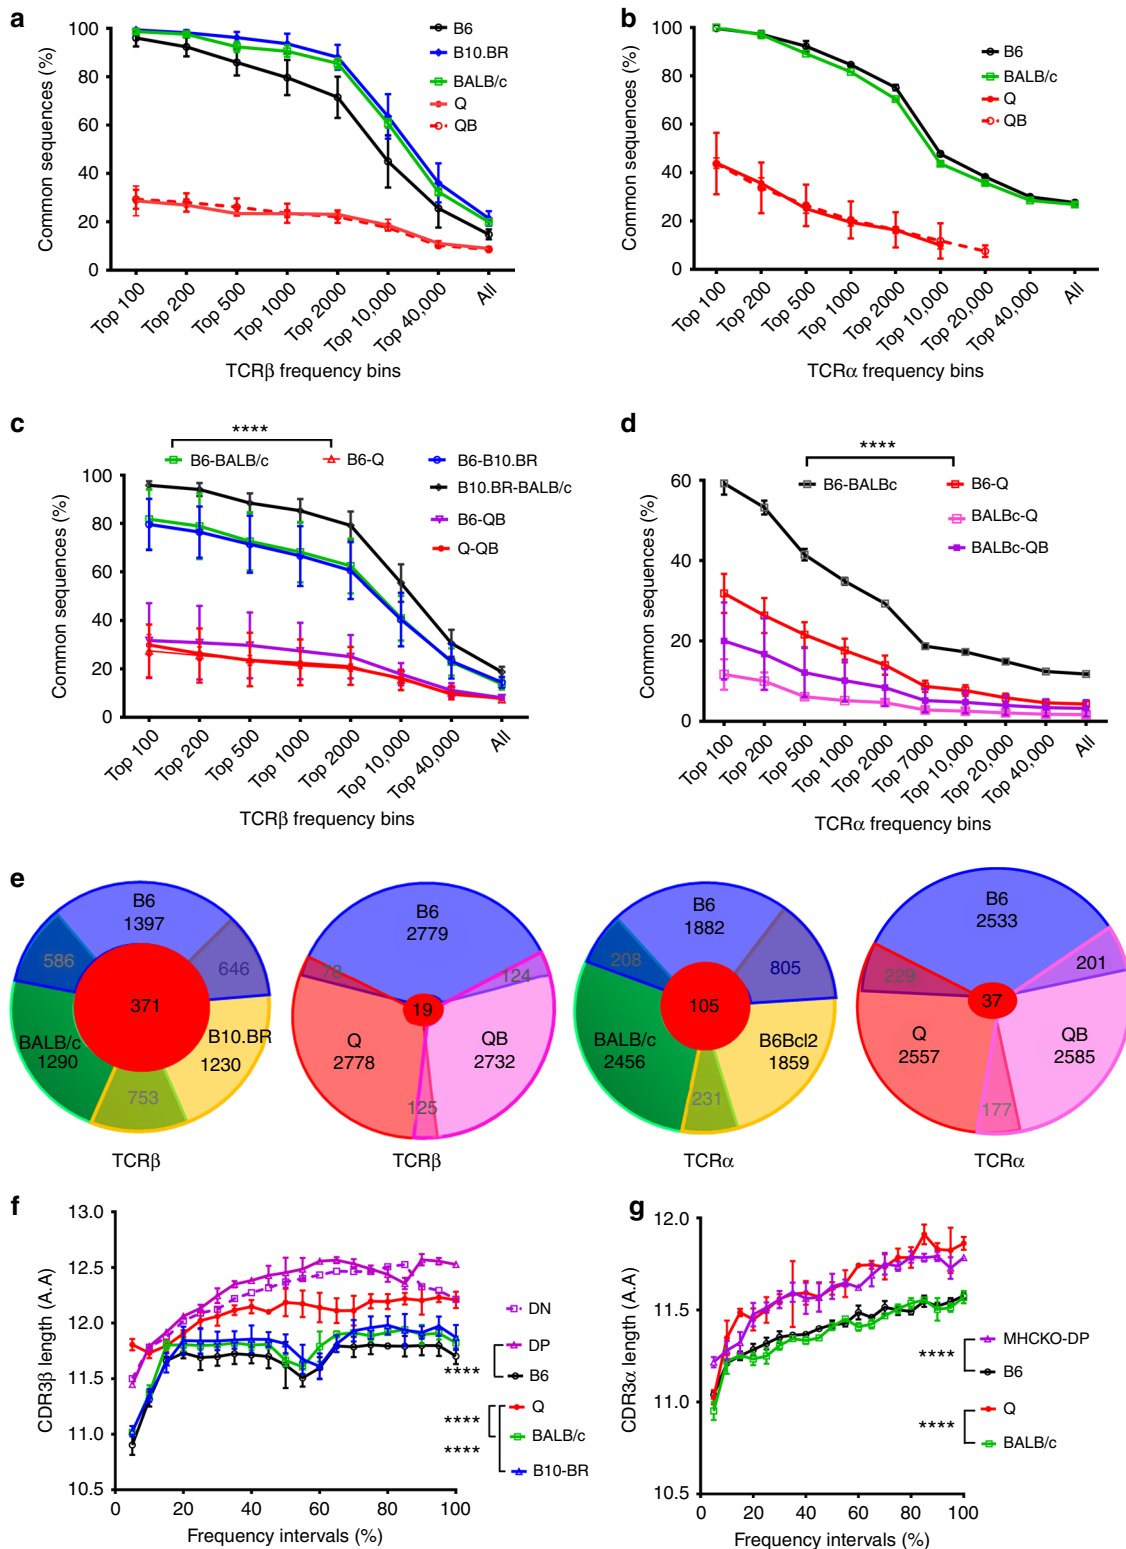 a
B6
B10.BR
BALB/c
Q
QB
Common sequences (%)
100
80
60
40
20
0
Top 100
Top 200
Top 500
Top 1000
Top 2000
Top 10,000
Top 40,000
All
TCRβ frequency bins
b
B6
BALB/c
Q
QB
Common sequences (%)
100
80
60
40
20
0
Top 100
Top 200
Top 500
Top 1000
Top 2000
Top 10,000
Top 20,000
Top 40,000
All
TCRα frequency bins
c
****
B6-BALB/c
B6-Q
B6-B10.BR
B10.BR-BALB/c
B6-QB
Q-QB
Common sequences (%)
100
80
60
40
20
0
Top 100
Top 200
Top 500
Top 1000
Top 2000
Top 10,000
Top 40,000
All
TCRβ frequency bins
d
****
B6-BALBc
B6-Q
BALBc-Q
BALBc-QB
Common sequences (%)
60
40
20
0
Top 100
Top 200
Top 500
Top 1000
Top 2000
Top 7000
Top 10,000
Top 20,000
Top 40,000
All
TCRα frequency bins
e
B6
1397
586
646
371
BALB/c
1290
B10.BR
1230
753
TCRβ
B6
2779
78
124
19
Q
2778
QB
2732
125
TCRβ
B6
1882
208
805
105
BALB/c
2456
B6Bcl2
1859
231
TCRα
B6
2533
229
201
37
Q
2557
QB
2585
177
TCRα
f
CDR3β length (A.A)
13.0
12.5
12.0
11.5
11.0
10.5
0
20
40
60
80
100
Frequency intervals (%)
DN
DP
****
B6
Q
****
BALB/c
****
B10-BR
g
CDR3α length (A.A)
12.0
11.5
11.0
10.5
0
20
40
60
80
100
Frequency intervals (%)
MHCKO-DP
****
B6
Q
****
BALB/c